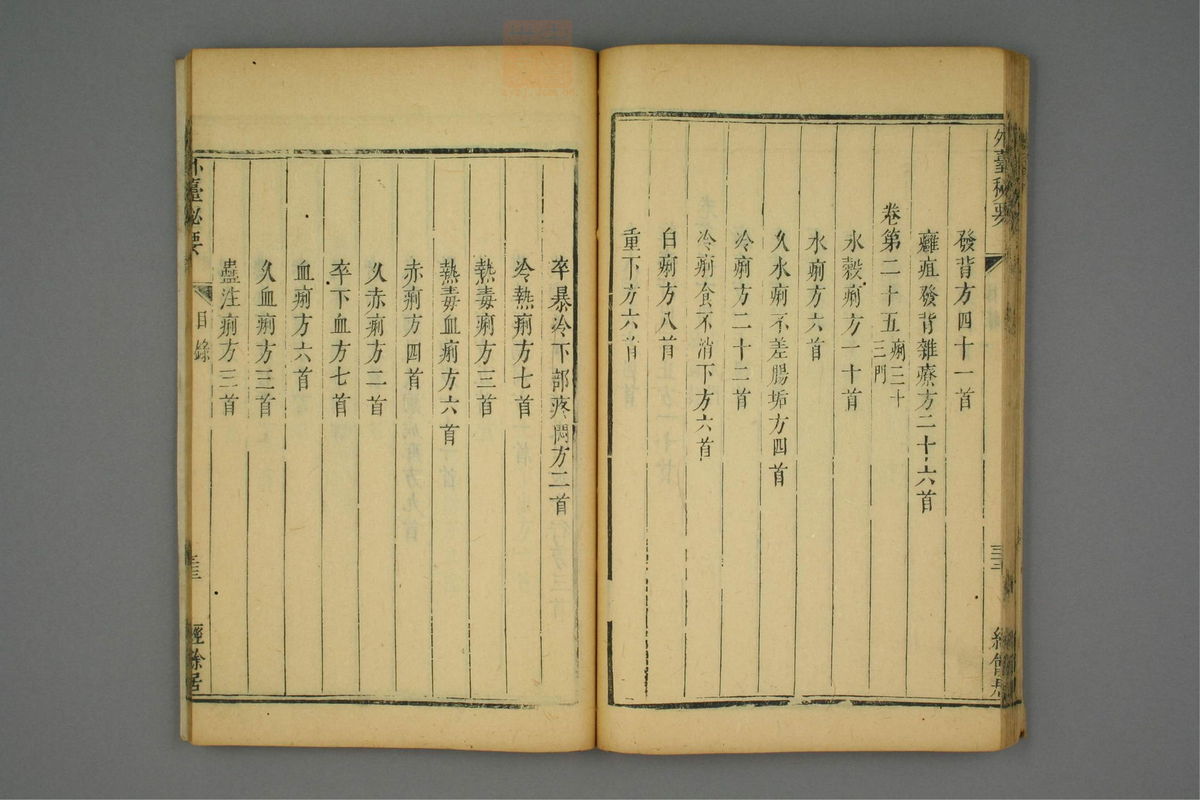 外臺秘要
發背方四十一首
癰疽發背雜療方二十六首
卷第二十五 痢三十三門
水穀痢方一十首
水痢方六首
久水痢不差腸垢方四首
冷痢方二十二首
冷痢食不消下方六首
白痢方八首
重下方六首
卒暴冷下部疼悶方二首
冷熱痢方七首
熱毒痢方三首
熱毒血痢方六首
赤痢方四首
久赤痢方二首
卒下血方七首
血痢方六首
久血痢方三首
蠱注痢方三首
外臺秘要 目錄 經餘居